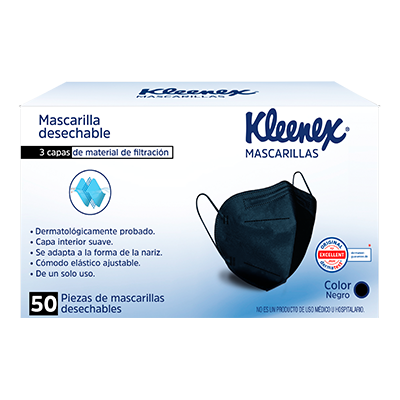 Kleenex®
MASCARILLAS
Mascarilla
desechable
3 capas de material de filtración
Kleenex®
MASCARILLAS
• Dermatológicamente probado.
• Capa interior suave.
• Se adapta a la forma de la nariz.
• Cómodo elástico ajustable.
• De un solo uso.
ORIGINAL
EXCELLENT
dermatest
50 Piezas de mascarillas
desechables
Color
Negro
NO ES UN PRODUCTO DE USO MÉDICO U HOSPITALARIO.